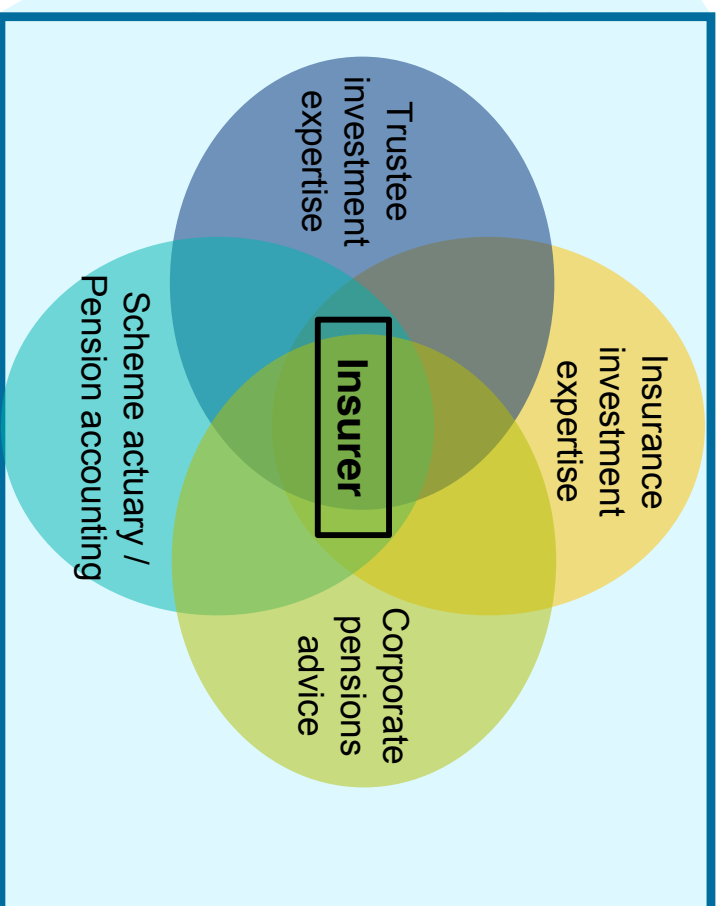 Insurance
investment
expertise
Trustee
investment
expertise
Insurer
Corporate
pensions
advice
Scheme actuary /
Pension accounting